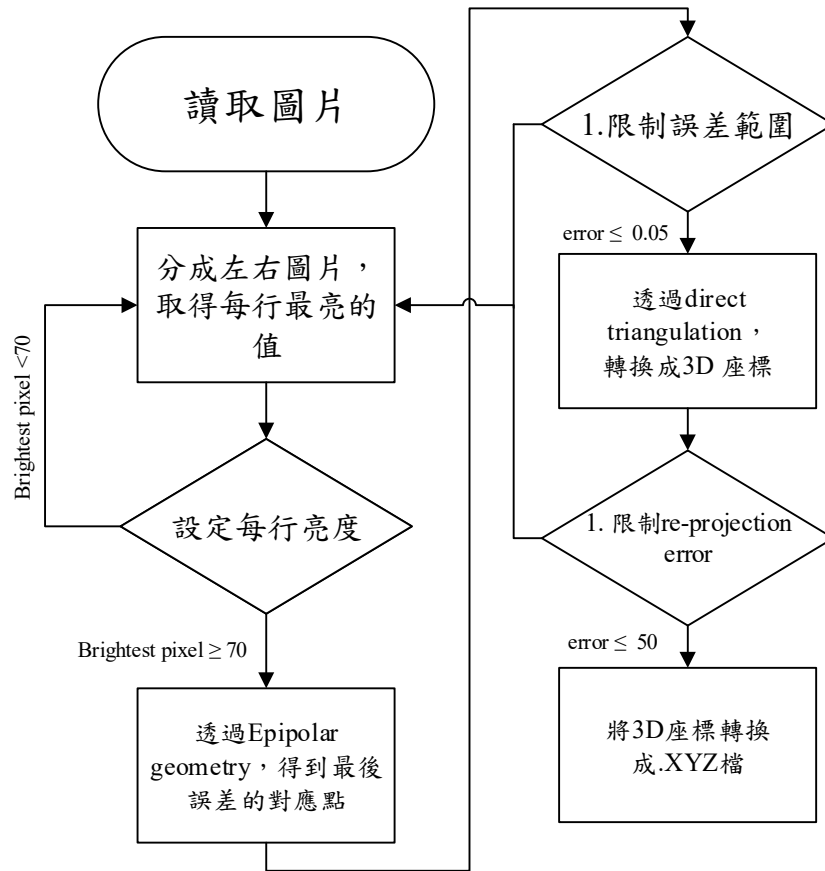 讀取圖片
分成左右圖片，
取得每行最亮的
值
Brightest pixel <70
設定每行亮度
Brightest pixel ≥ 70
透過Epipolar
geometry，得到最後
誤差的對應點
1.限制誤差範圍
error ≤ 0.05
透過direct
triangulation，
轉換成3D 座標
1. 限制re-projection
error
error ≤ 50
將3D座標轉換
成.XYZ檔